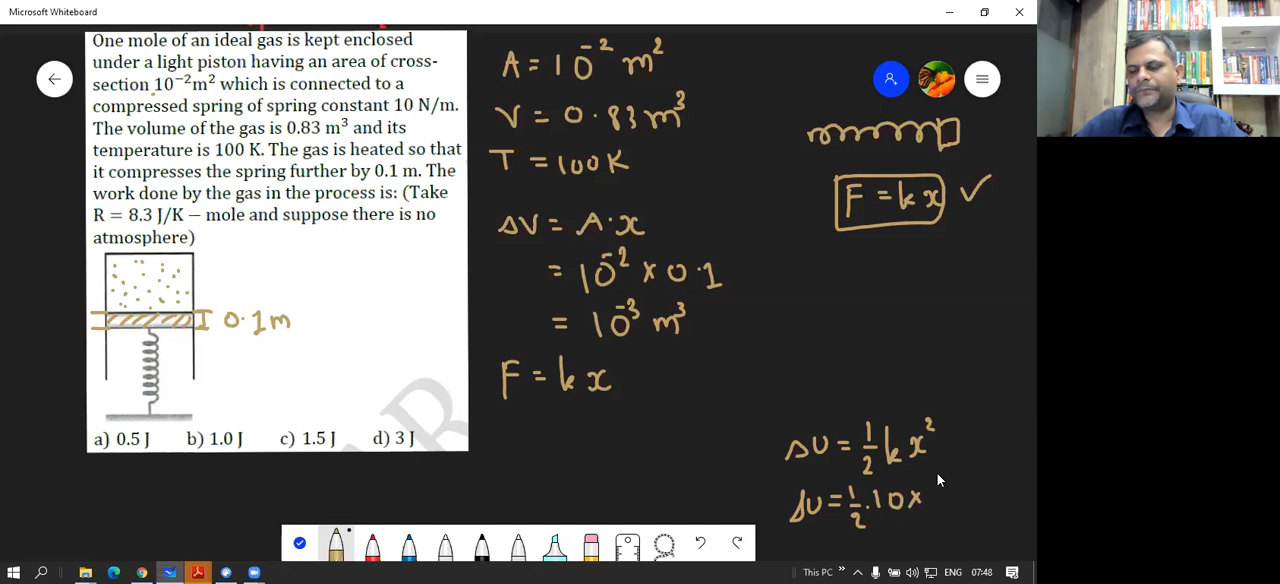 Microsoft Whiteboard
One mole of an ideal gas is kept enclosed
under a light piston having an area of cross-
section 10⁻²m² which is connected to a
compressed spring of spring constant 10 N/m.
The volume of the gas is 0.83 m³ and its
temperature is 100 K. The gas is heated so that
it compresses the spring further by 0.1 m. The
work done by the gas in the process is: (Take
R = 8.3 J/K − mole and suppose there is no
atmosphere)
0.1m
a) 0.5 J b) 1.0 J c) 1.5 J d) 3 J
A = 10⁻² m²
V = 0.83 m³
T = 100K
ΔV = A·x
= 10⁻² × 0.1
= 10⁻³ m³
F = kx
F = kx ✓
ΔU = 1/2 kx²
ΔU = 1/2 . 10 ×
AR
This PC
ENG
07:48